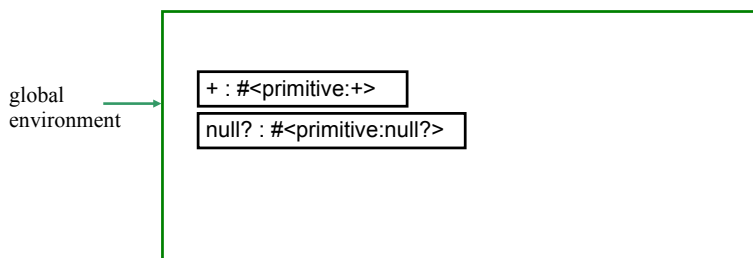 + : #<primitive:+>
global
environment
null? : #<primitive:null?>